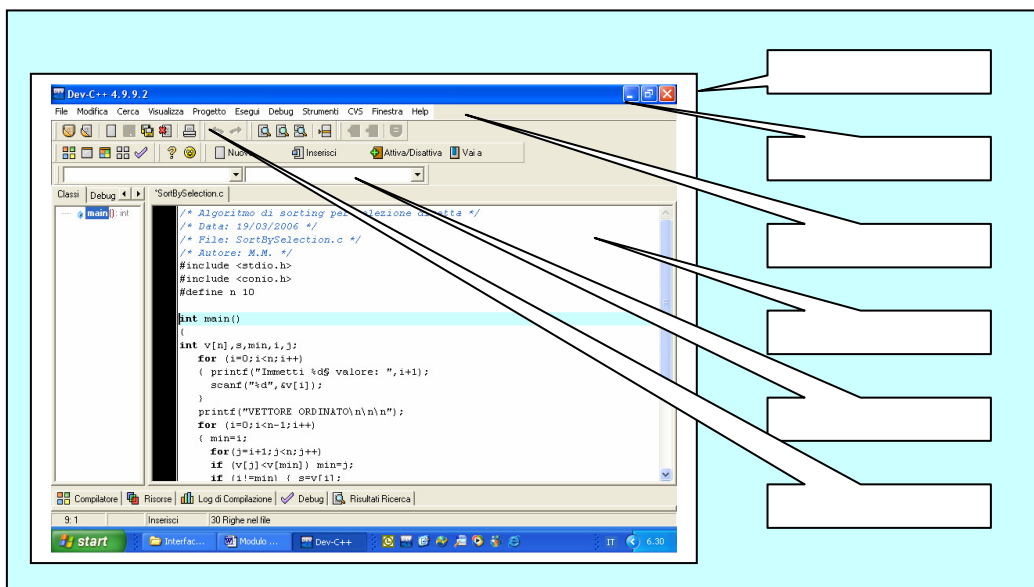 Dev-C++ 4.9.9.2
File Modifica Cerca Visualizza Progetto Esegui Debug Strumenti CVS Finestra Help
Inserisci Attiva/Disattiva Vai a
Classi Debug *SortBySelection.c
main (): int
/* Algoritmo di sorting per selezione diretta */
/* Data: 19/03/2006 */
/* File: SortBySelection.c */
/* Autore: M.M. */
#include <stdio.h>
#include <conio.h>
#define n 10
int main()
{
int v[n],s,min,i,j;
for (i=0;i<n;i++)
{ printf("Immetti %d§ valore: ",i+1);
scanf("%d",&v[i]);
}
printf("VETTORE ORDINATO\n\n\n");
for (i=0;i<n-1;i++)
{ min=i;
for(j=i+1;j<n;j++)
if (v[j]<v[min]) min=j;
if (i!=min) { s=v[i];
Compilatore Risorse Log di Compilazione Debug Risultati Ricerca
9: 1 Inserisci 30 Righe nel file
start Interfac... Modulo ... Dev-C++ IT 6.30